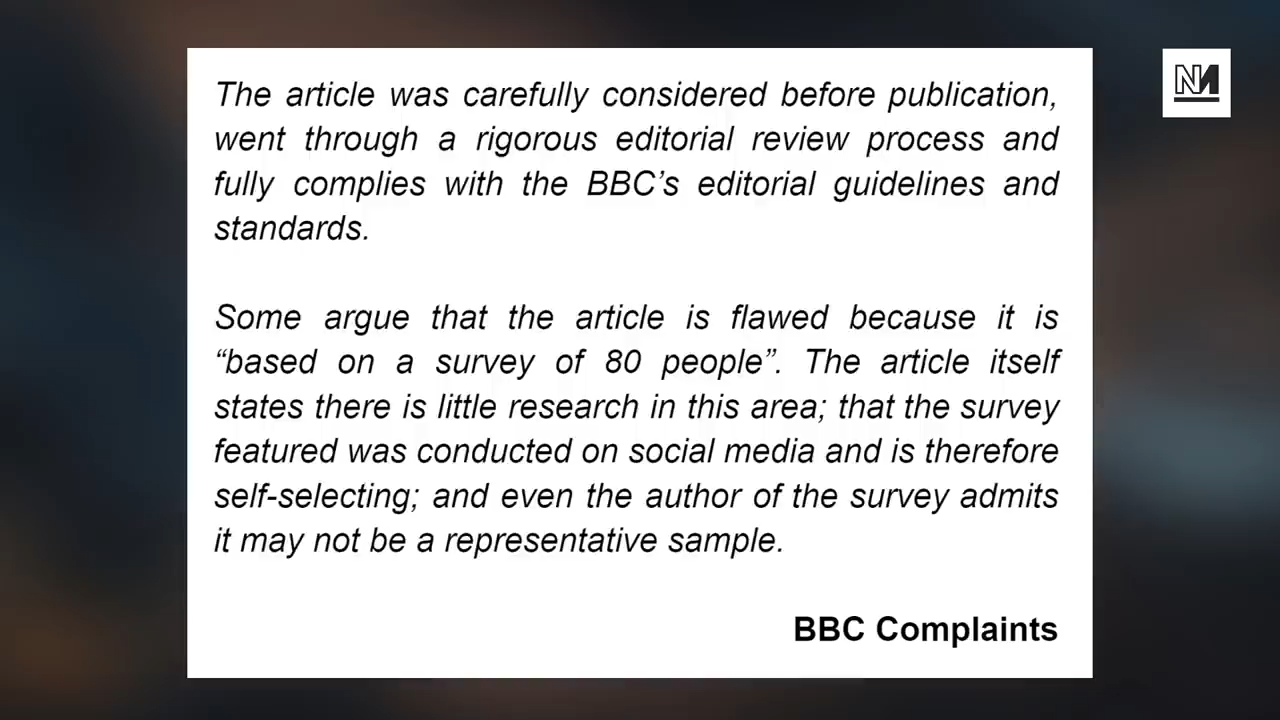 The article was carefully considered before publication,
went through a rigorous editorial review process and
fully complies with the BBC’s editorial guidelines and
standards.
Some argue that the article is flawed because it is
“based on a survey of 80 people”. The article itself
states there is little research in this area; that the survey
featured was conducted on social media and is therefore
self-selecting; and even the author of the survey admits
it may not be a representative sample.
BBC Complaints
NM